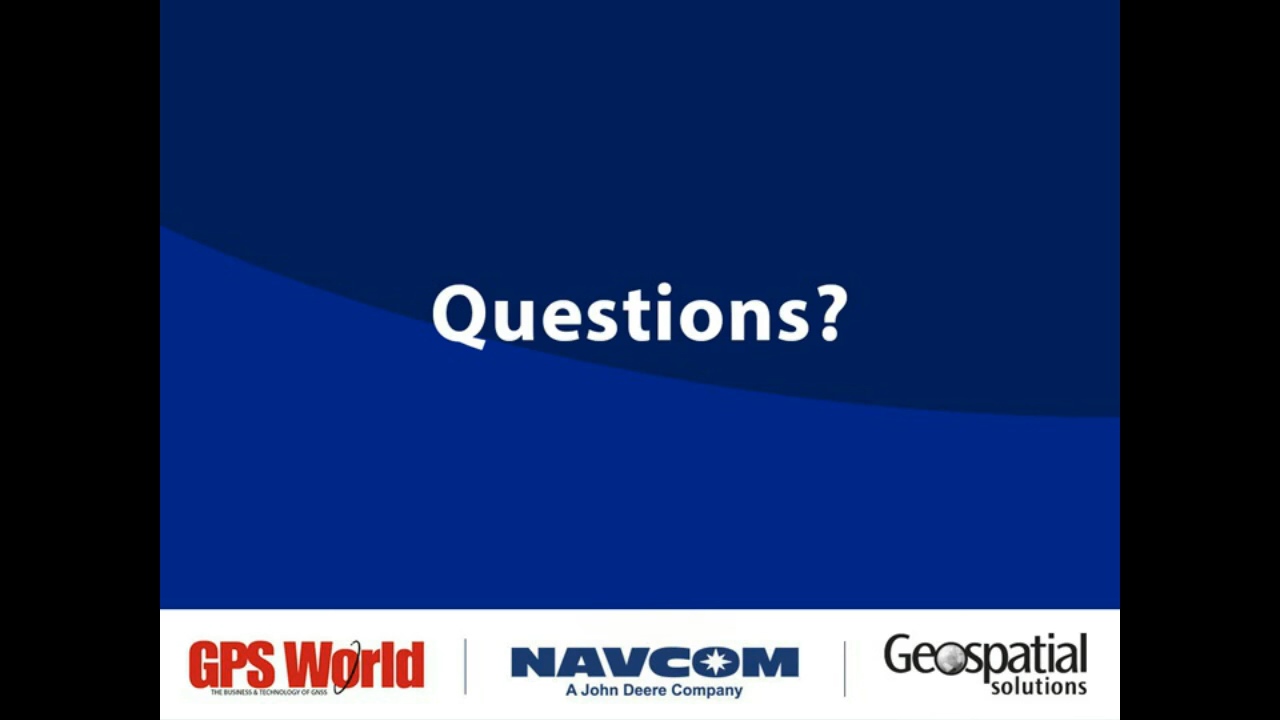 Questions?
GPS World
THE BUSINESS & TECHNOLOGY OF GNSS
NAVCOM
A John Deere Company
Geospatial
solutions